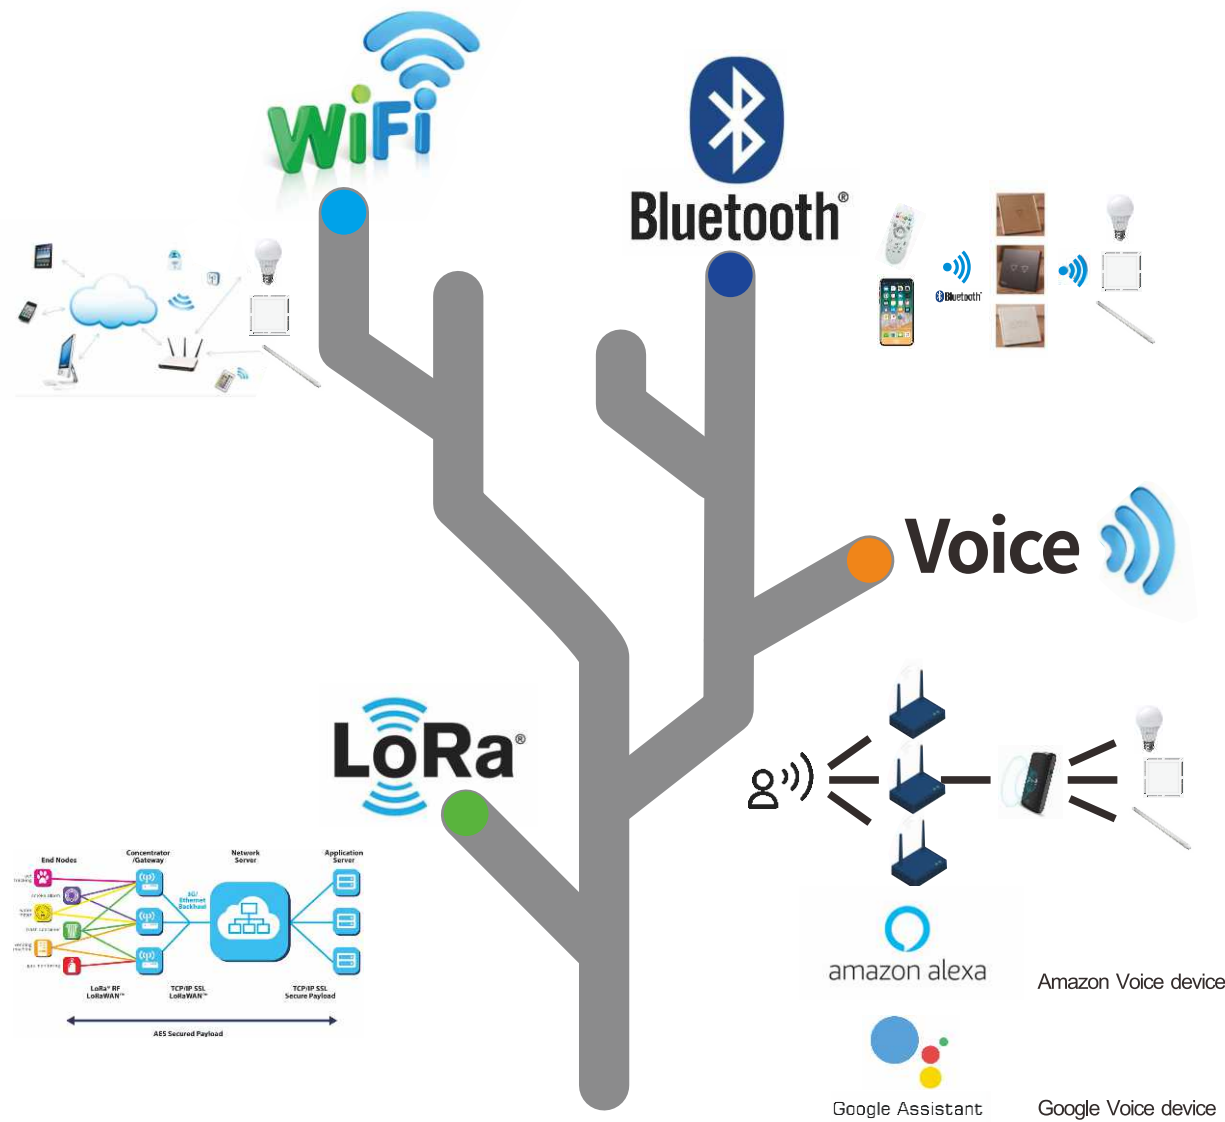 WiFi
Bluetooth®
Bluetooth™
Voice
LoRa®
End Nodes
Concentrator
/Gateway
Network
Server
Application
Server
3G/
Ethernet
Backhaul
LoRa® RF
LoRaWAN™
TCP/IP SSL
LoRaWAN™
TCP/IP SSL
Secure Payload
AES Secured Payload
amazon alexa
Amazon Voice device
Google Assistant
Google Voice device